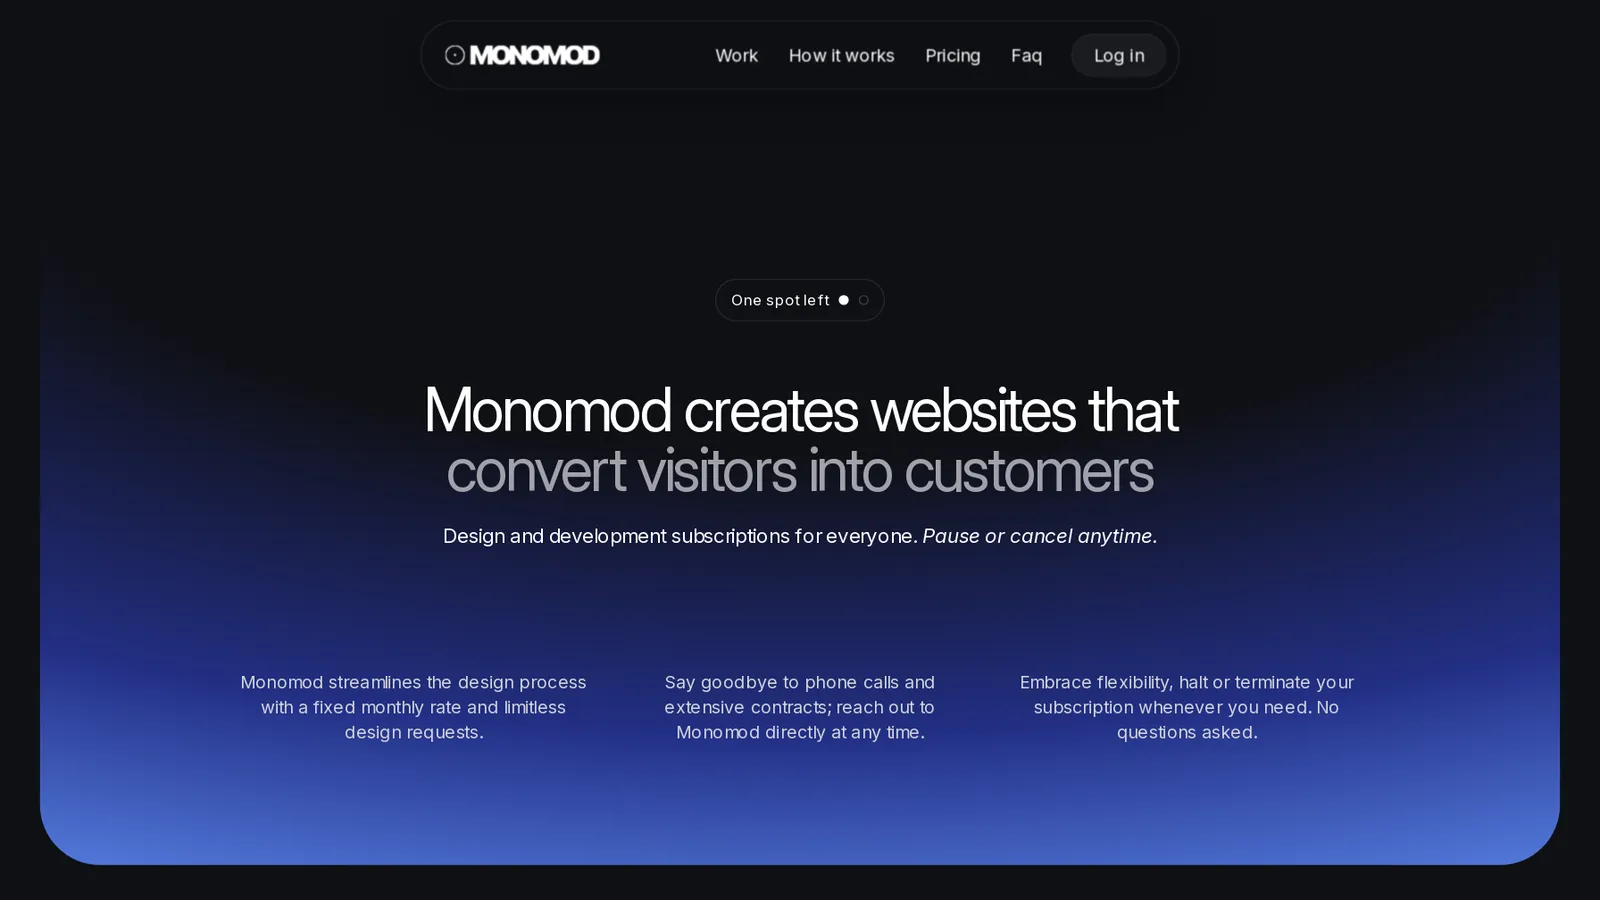 MONOMOD
Work
How it works
Pricing
Faq
Log in
One spot left
Monomod creates websites that
convert visitors into customers
Design and development subscriptions for everyone. Pause or cancel anytime.
Monomod streamlines the design process
with a fixed monthly rate and limitless
design requests.
Say goodbye to phone calls and
extensive contracts; reach out to
Monomod directly at any time.
Embrace flexibility, halt or terminate your
subscription whenever you need. No
questions asked.